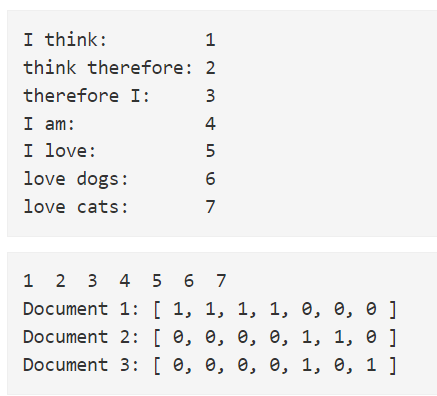 I think: 1
think therefore: 2
therefore I: 3
I am: 4
I love: 5
love dogs: 6
love cats: 7
1 2 3 4 5 6 7
Document 1: [ 1, 1, 1, 1, 0, 0, 0 ]
Document 2: [ 0, 0, 0, 0, 1, 1, 0 ]
Document 3: [ 0, 0, 0, 0, 1, 0, 1 ]